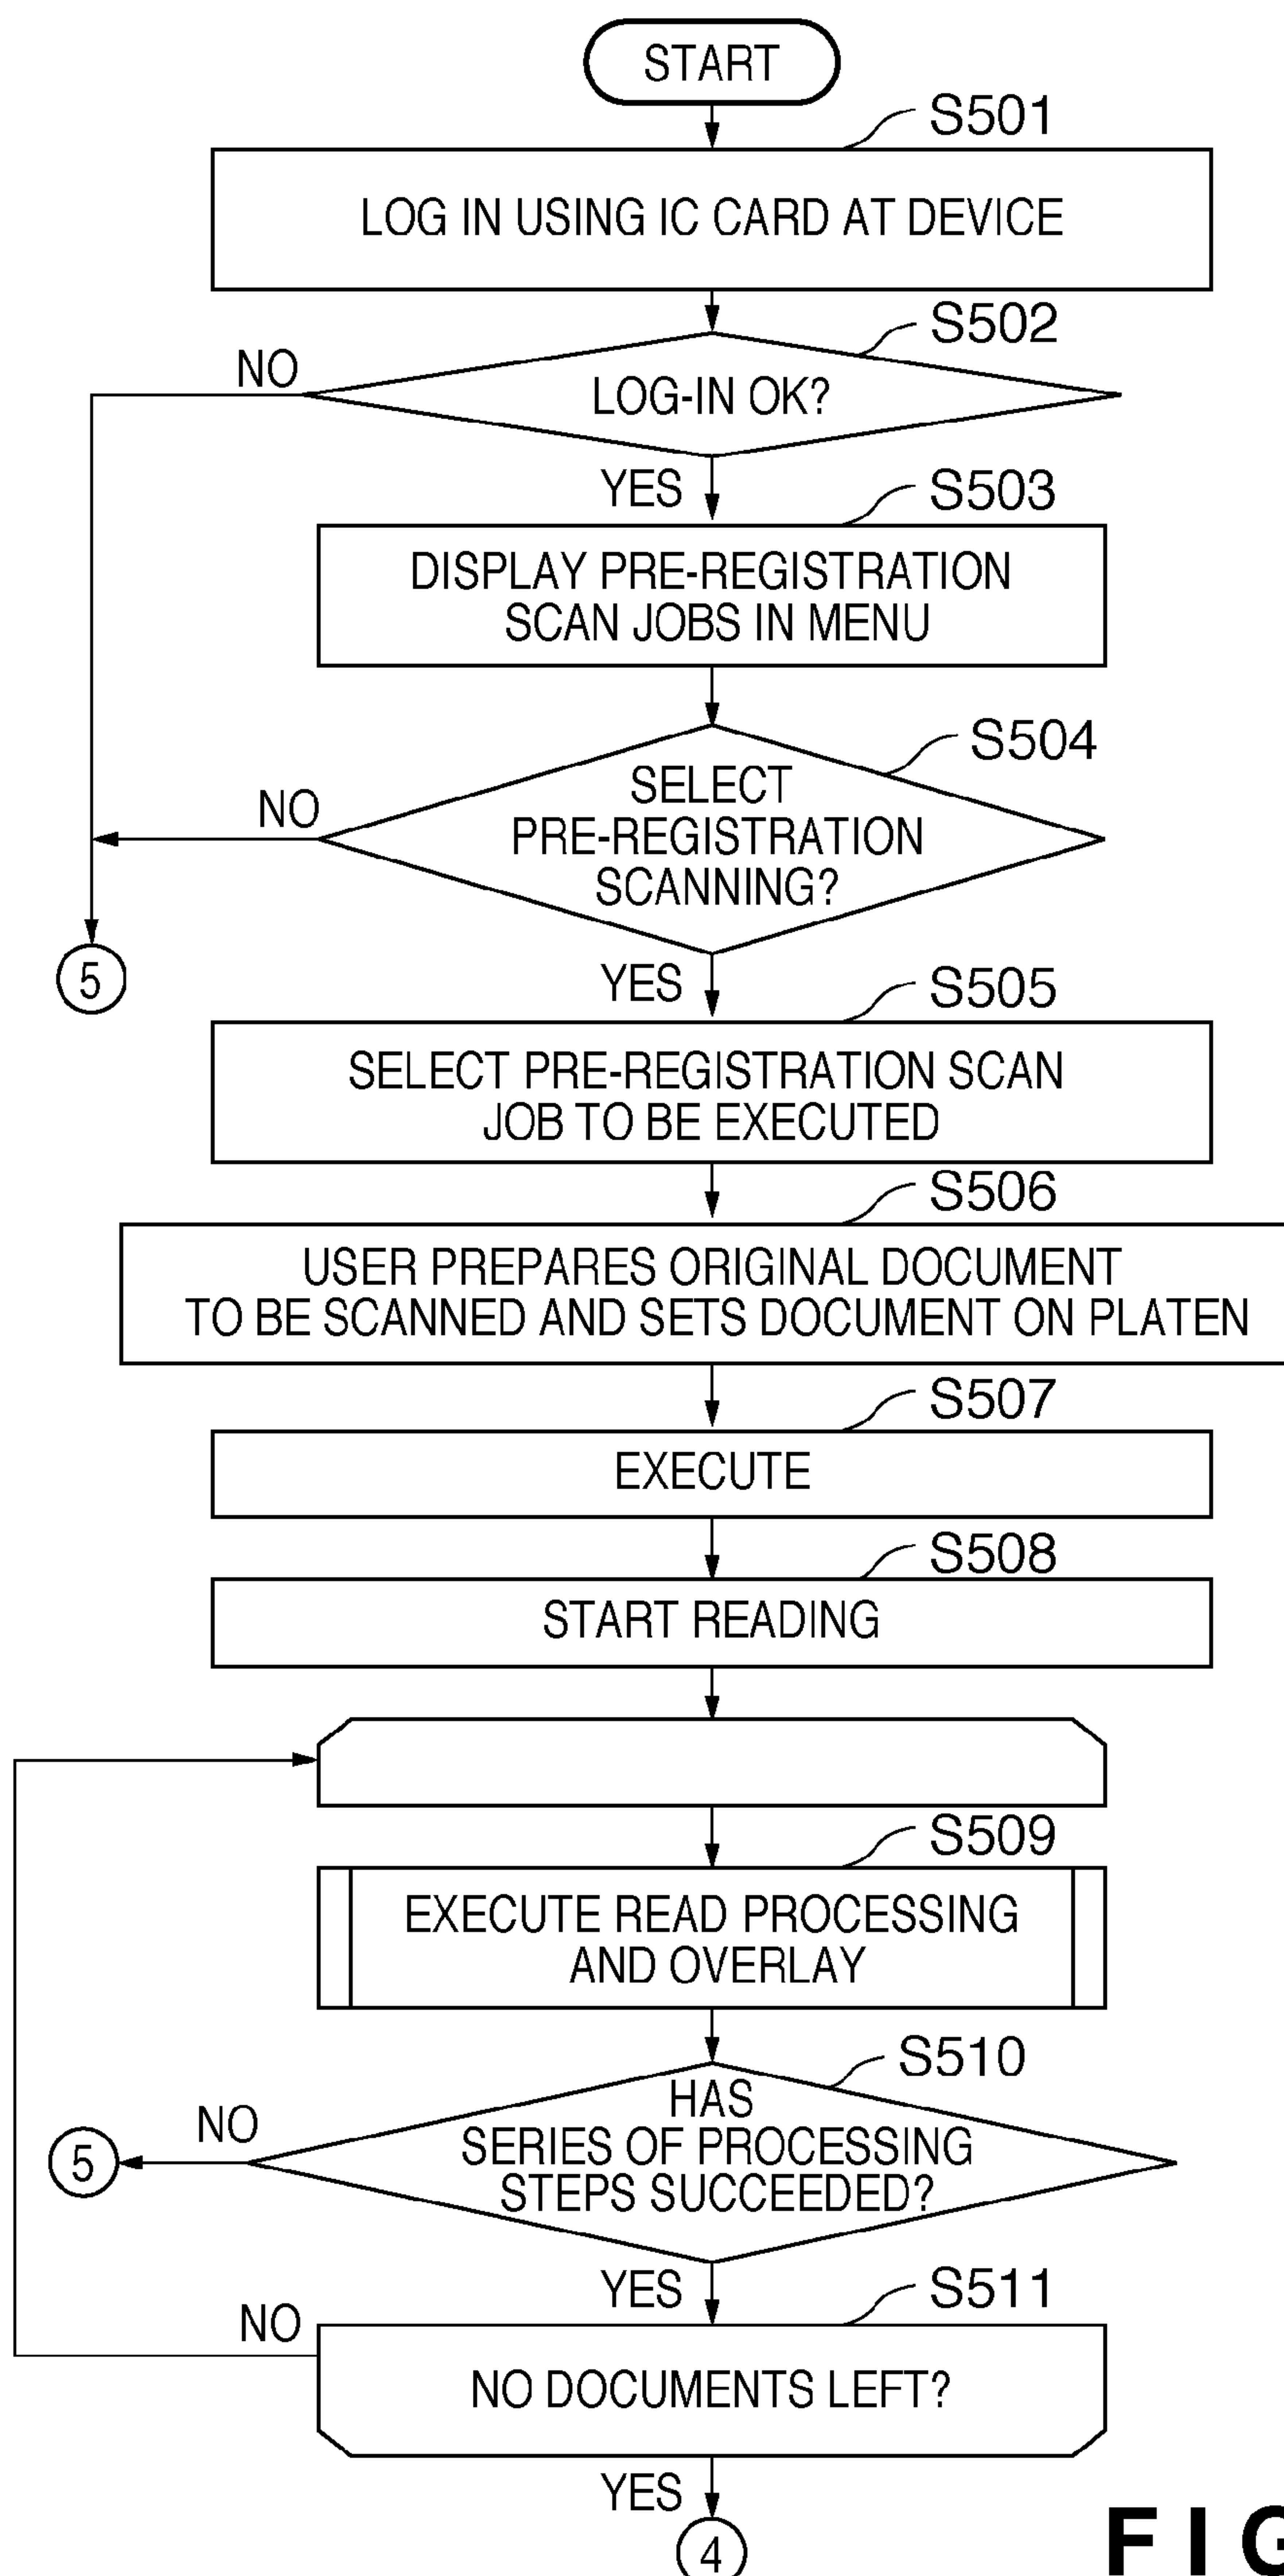 START
S501
LOG IN USING IC CARD AT DEVICE
S502
NO
LOG-IN OK?
YES
S503
DISPLAY PRE-REGISTRATION
SCAN JOBS IN MENU
S504
NO
SELECT
PRE-REGISTRATION
SCANNING?
5
YES
S505
SELECT PRE-REGISTRATION SCAN
JOB TO BE EXECUTED
S506
USER PREPARES ORIGINAL DOCUMENT
TO BE SCANNED AND SETS DOCUMENT ON PLATEN
S507
EXECUTE
S508
START READING
S509
EXECUTE READ PROCESSING
AND OVERLAY
S510
NO
HAS
SERIES OF PROCESSING
STEPS SUCCEEDED?
5
YES
S511
NO
NO DOCUMENTS LEFT?
YES
4
FIG